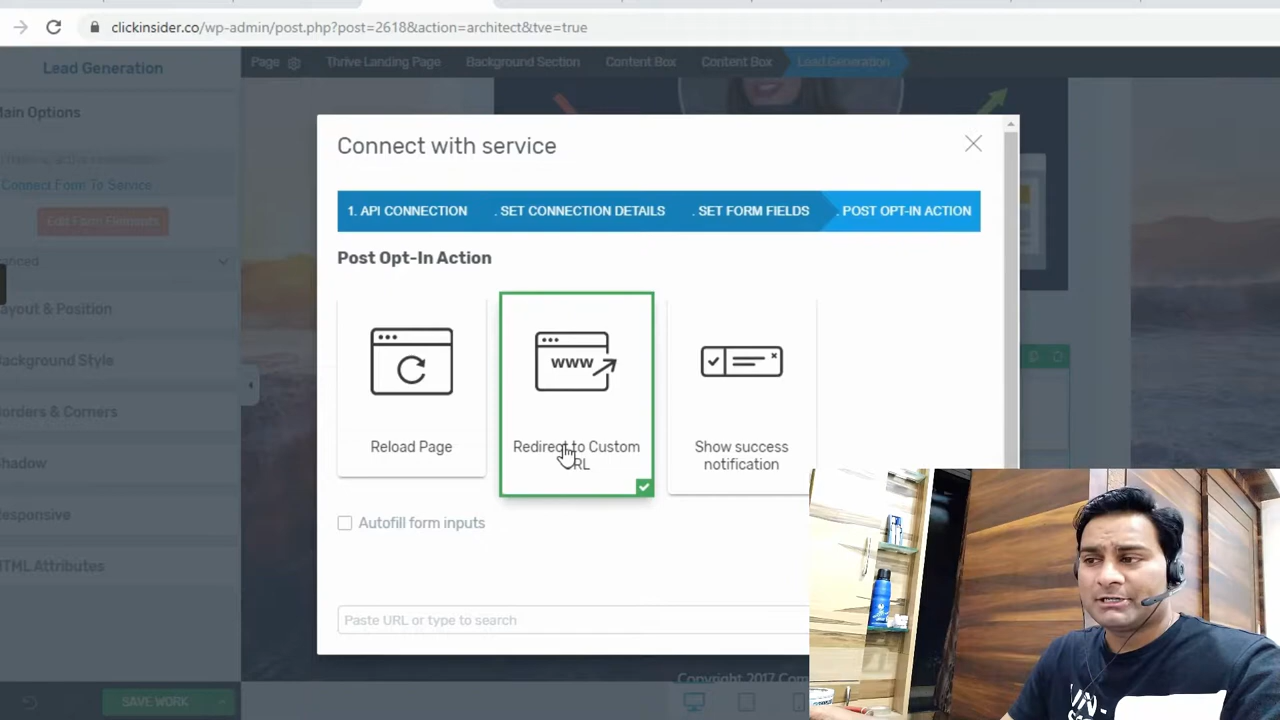 clickinsider.co/wp-admin/post.php?post=2618&action=architect&tve=true
Lead Generation
Page
Thrive Landing Page
Background Section
Content Box
Content Box
Lead Generation
Main Options
Connect Form To Service
Edit Form Elements
anced
ayout & Position
ackground Style
orders & Corners
hadow
esponsive
TML Attributes
SAVE WORK
Connect with service
1. API CONNECTION
. SET CONNECTION DETAILS
. SET FORM FIELDS
. POST OPT-IN ACTION
Post Opt-In Action
Reload Page
www
Redirect to Custom
URL
Show success
notification
Autofill form inputs
Paste URL or type to search
Copyright 2017 Com